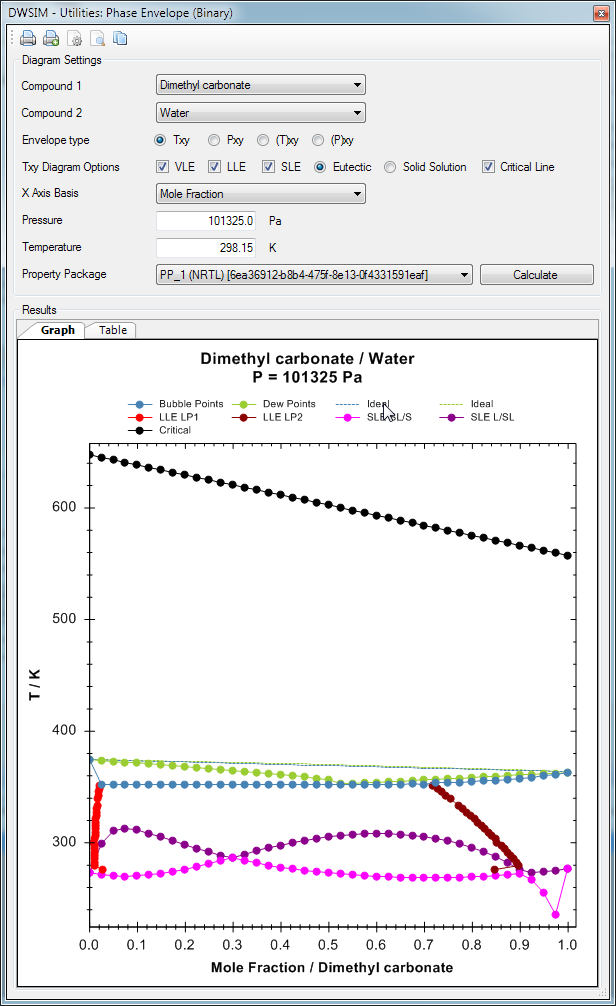 DWSIM - Utilities: Phase Envelope (Binary)
Diagram Settings
Compound 1 Dimethyl carbonate
Compound 2 Water
Envelope type Txy Pxy (T)xy (P)xy
Txy Diagram Options VLE LLE SLE Eutectic Solid Solution Critical Line
X Axis Basis Mole Fraction
Pressure 101325.0 Pa
Temperature 298.15 K
Property Package PP_1 (NRTL) [6ea36912-b8b4-475f-8e13-0f4331591eaf] Calculate
Results
Graph Table
Dimethyl carbonate / Water
P = 101325 Pa
Bubble Points Dew Points Ideal Ideal
LLE LP1 LLE LP2 SLE SL/S SLE L/SL
Critical
600
500
400
300
T / K
0.0 0.1 0.2 0.3 0.4 0.5 0.6 0.7 0.8 0.9 1.0
Mole Fraction / Dimethyl carbonate